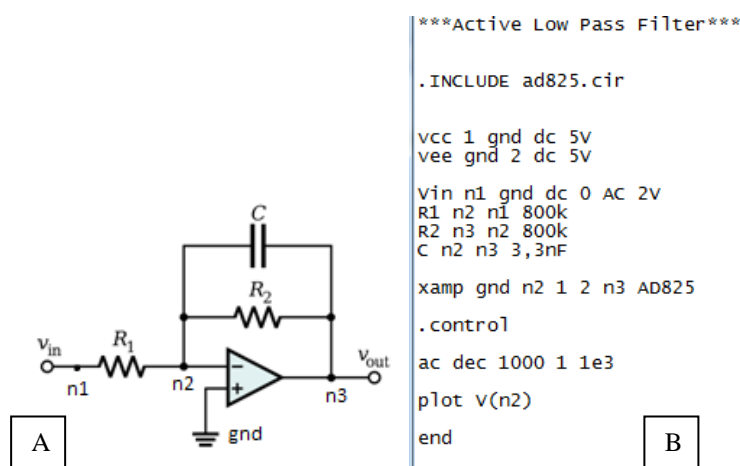 C
R2
vin
R1
n1
n2
−
+
gnd
vout
n3
A
***Active Low Pass Filter***
.INCLUDE ad825.cir
vcc 1 gnd dc 5V
vee gnd 2 dc 5V
Vin n1 gnd dc 0 AC 2V
R1 n2 n1 800k
R2 n3 n2 800k
C n2 n3 3,3nF
xamp gnd n2 1 2 n3 AD825
.control
ac dec 1000 1 1e3
plot V(n2)
end
B